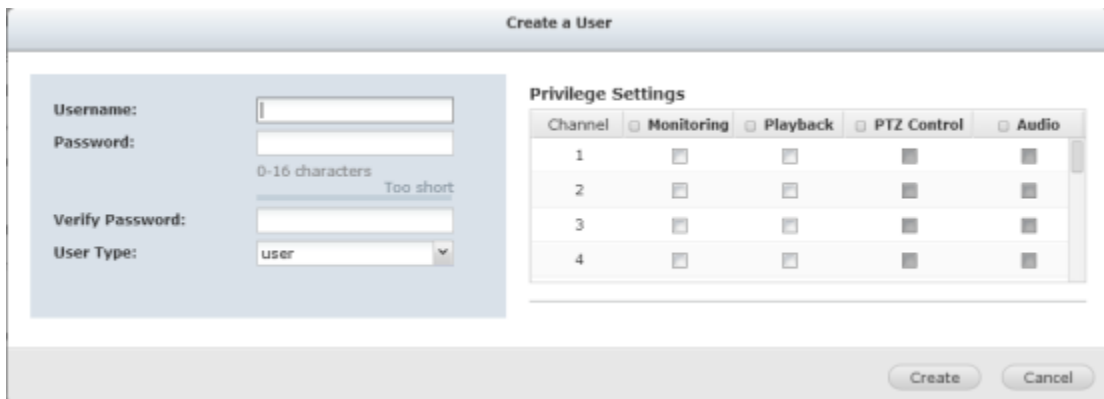 Create a User
Username:
Password:
0-16 characters
Too short
Verify Password:
User Type:
user
Privilege Settings
Channel Monitoring Playback PTZ Control Audio
1
2
3
4
Create Cancel